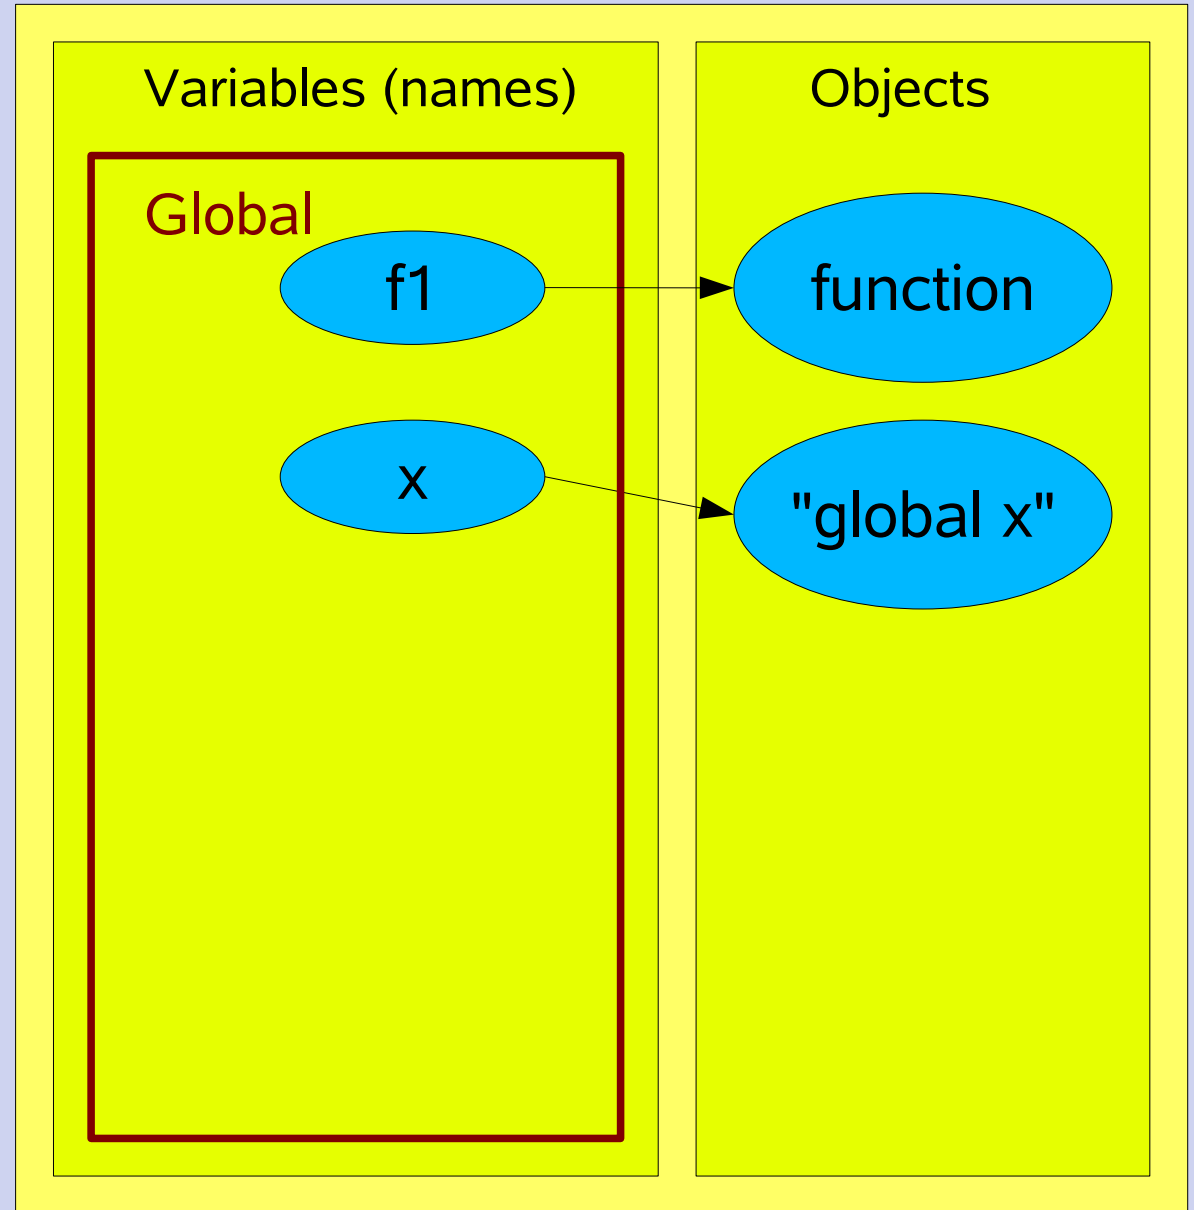 Variables (names)
Objects
Global
f1
function
x
"global x"